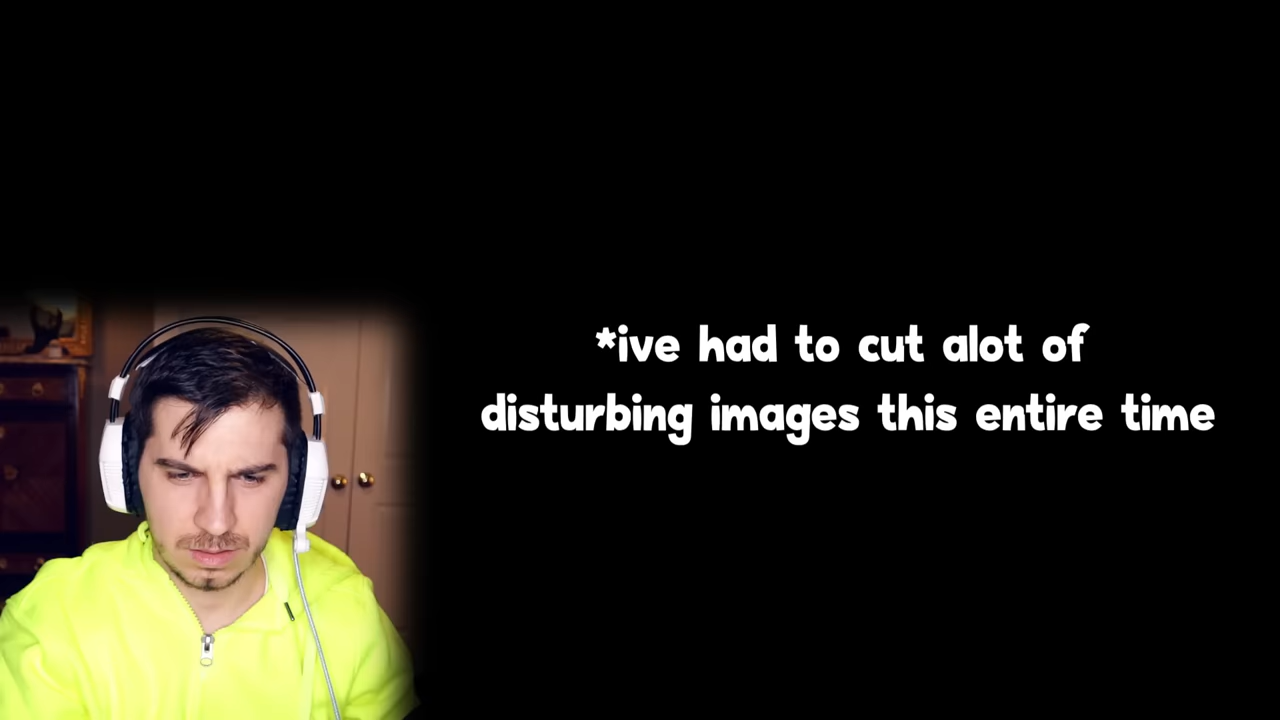 *ive had to cut alot of
disturbing images this entire time